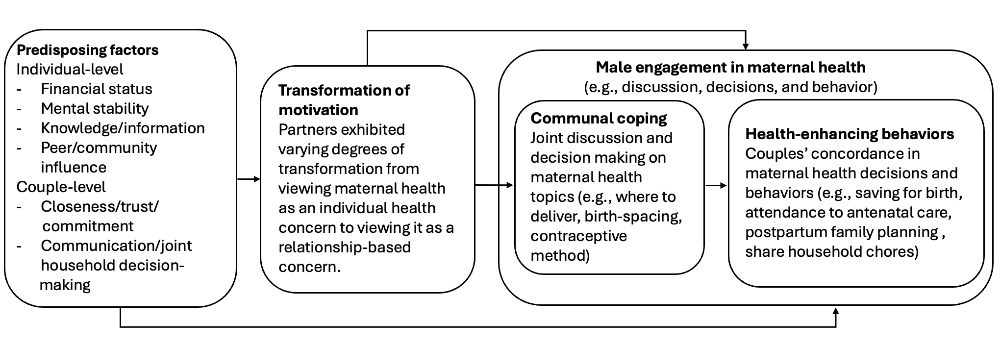 Predisposing factors
Individual-level
- Financial status
- Mental stability
- Knowledge/information
- Peer/community
influence
Couple-level
- Closeness/trust/
commitment
- Communication/joint
household decision-
making
Transformation of
motivation
Partners exhibited
varying degrees of
transformation from
viewing maternal health
as an individual health
concern to viewing it as a
relationship-based
concern.
Male engagement in maternal health
(e.g., discussion, decisions, and behavior)
Communal coping
Joint discussion and
decision making on
maternal health
topics (e.g., where to
deliver, birth-spacing,
contraceptive
method)
Health-enhancing behaviors
Couples’ concordance in
maternal health decisions and
behaviors (e.g., saving for birth,
attendance to antenatal care,
postpartum family planning ,
share household chores)